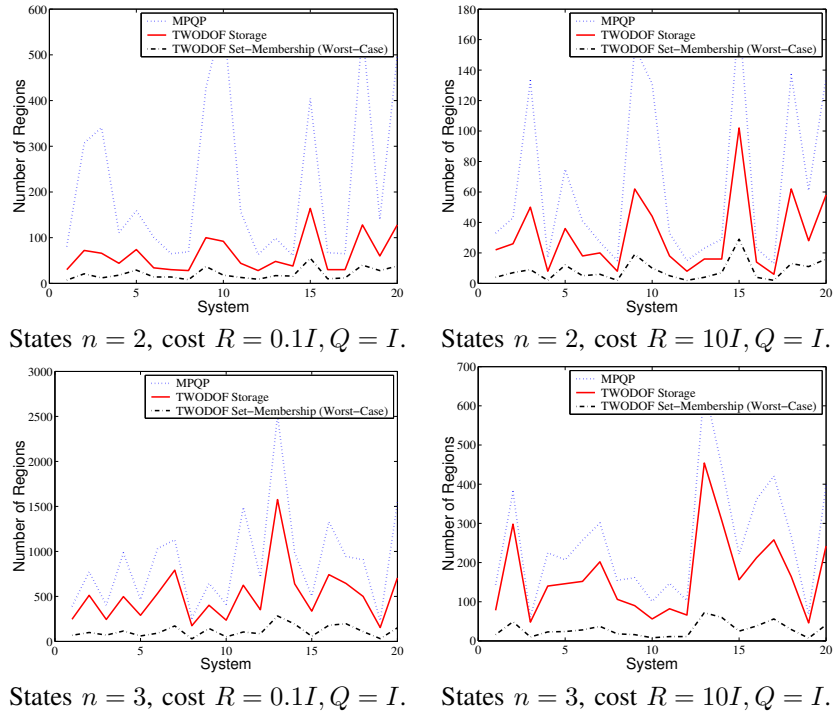 600
500
400
300
200
100
0
0
5
10
15
20
Number of Regions
System
MPQP
TWODOF Storage
TWODOF Set-Membership (Worst-Case)
States n = 2, cost R = 0.1I, Q = I.
180
160
140
120
100
80
60
40
20
0
0
5
10
15
20
Number of Regions
System
MPQP
TWODOF Storage
TWODOF Set-Membership (Worst-Case)
States n = 2, cost R = 10I, Q = I.
3000
2500
2000
1500
1000
500
0
0
5
10
15
20
Number of Regions
System
MPQP
TWODOF Storage
TWODOF Set-Membership (Worst-Case)
States n = 3, cost R = 0.1I, Q = I.
700
600
500
400
300
200
100
0
0
5
10
15
20
Number of Regions
System
MPQP
TWODOF Storage
TWODOF Set-Membership (Worst-Case)
States n = 3, cost R = 10I, Q = I.